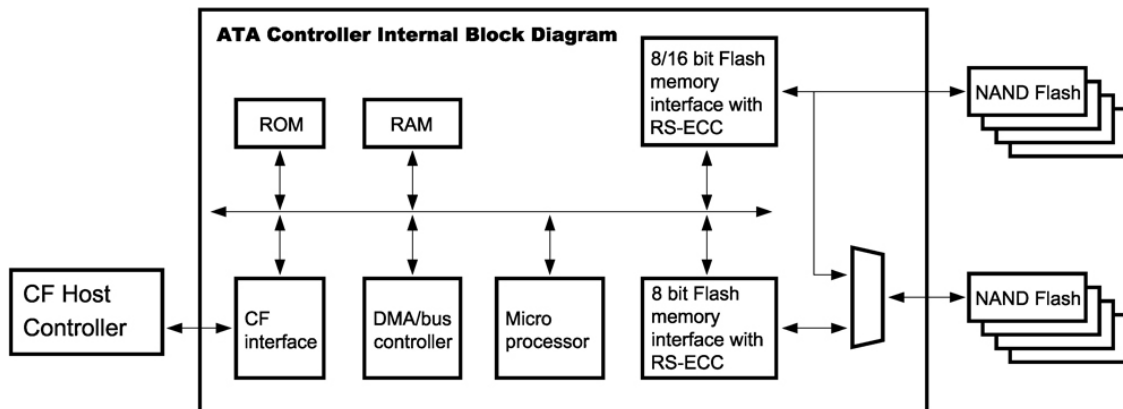 ATA Controller Internal Block Diagram
8/16 bit Flash
memory
interface with
RS-ECC
NAND Flash
ROM
RAM
CF Host
Controller
CF
interface
DMA/bus
controller
Micro
processor
8 bit Flash
memory
interface with
RS-ECC
NAND Flash